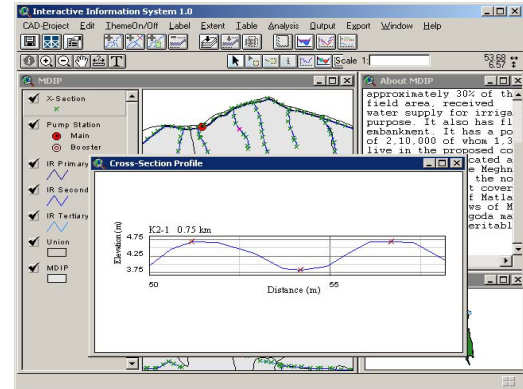 Interactive Information System 1.0
CAD-Project Edit ThemeOn/Off Label Extent Table Analysis Output Export Window Help
Scale 1:
53.68
6.57
MDIP
X-Section
Pump Station
Main
Booster
IR Primary
IR Second
IR Tertiary
Union
MDIP
About MDIP
approximately 30% of th
field area, received
water supply for irriga
purpose. It also has fl
embankment. It has a po
of 2,10,000 of whom 1,3
live in the proposed co
cated a
e Meghn
the no
t cover
f Matla
ws of M
goda ma
eritabl
Cross-Section Profile
K2-1 0.75 km
Elevation (m)
4.75
4.25
3.75
50
55
Distance (m)